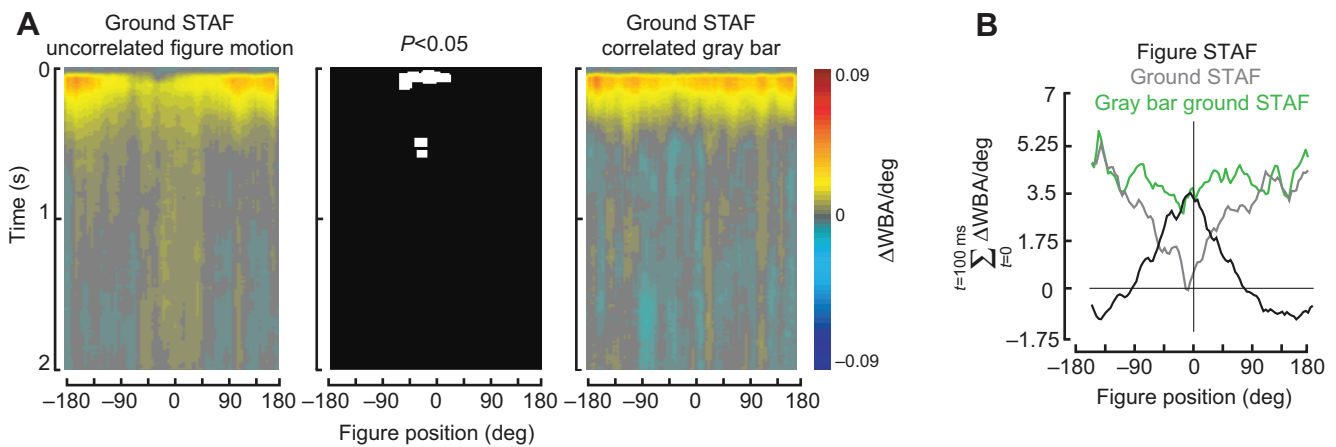 A
Ground STAF
uncorrelated figure motion
P<0.05
Ground STAF
correlated gray bar
0
1
2
Time (s)
–180 –90 0 90 180
–180 –90 0 90 180
–180 –90 0 90 180
Figure position (deg)
0.09
0
–0.09
ΔWBA/deg
B
Figure STAF
Ground STAF
Gray bar ground STAF
7
5.25
3.5
1.75
0
–1.75
t=100 ms
∑ ΔWBA/deg
t=0
–180 –90 0 90 180
Figure position (deg)